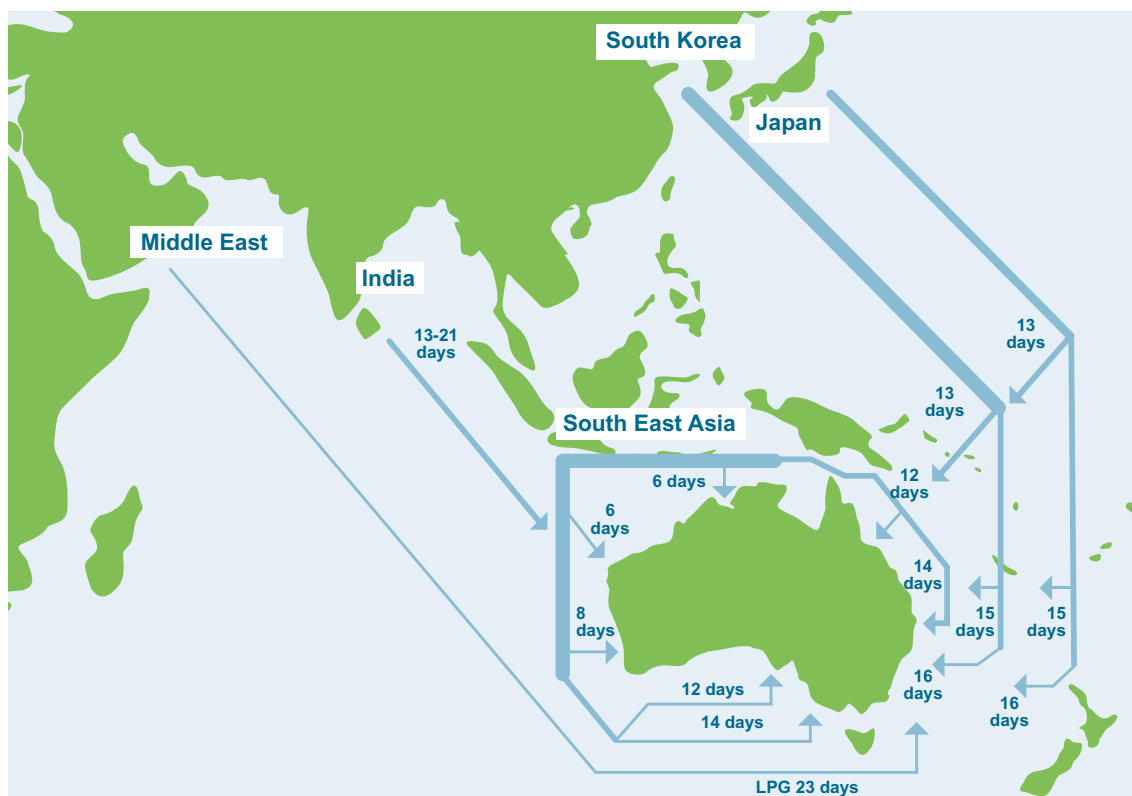 South Korea
Japan
Middle East
India
13-21
days
13
days
13
days
South East Asia
6 days
12
days
6
days
14
days
8
days
15
days
15
days
12 days
16
days
14 days
16
days
LPG 23 days